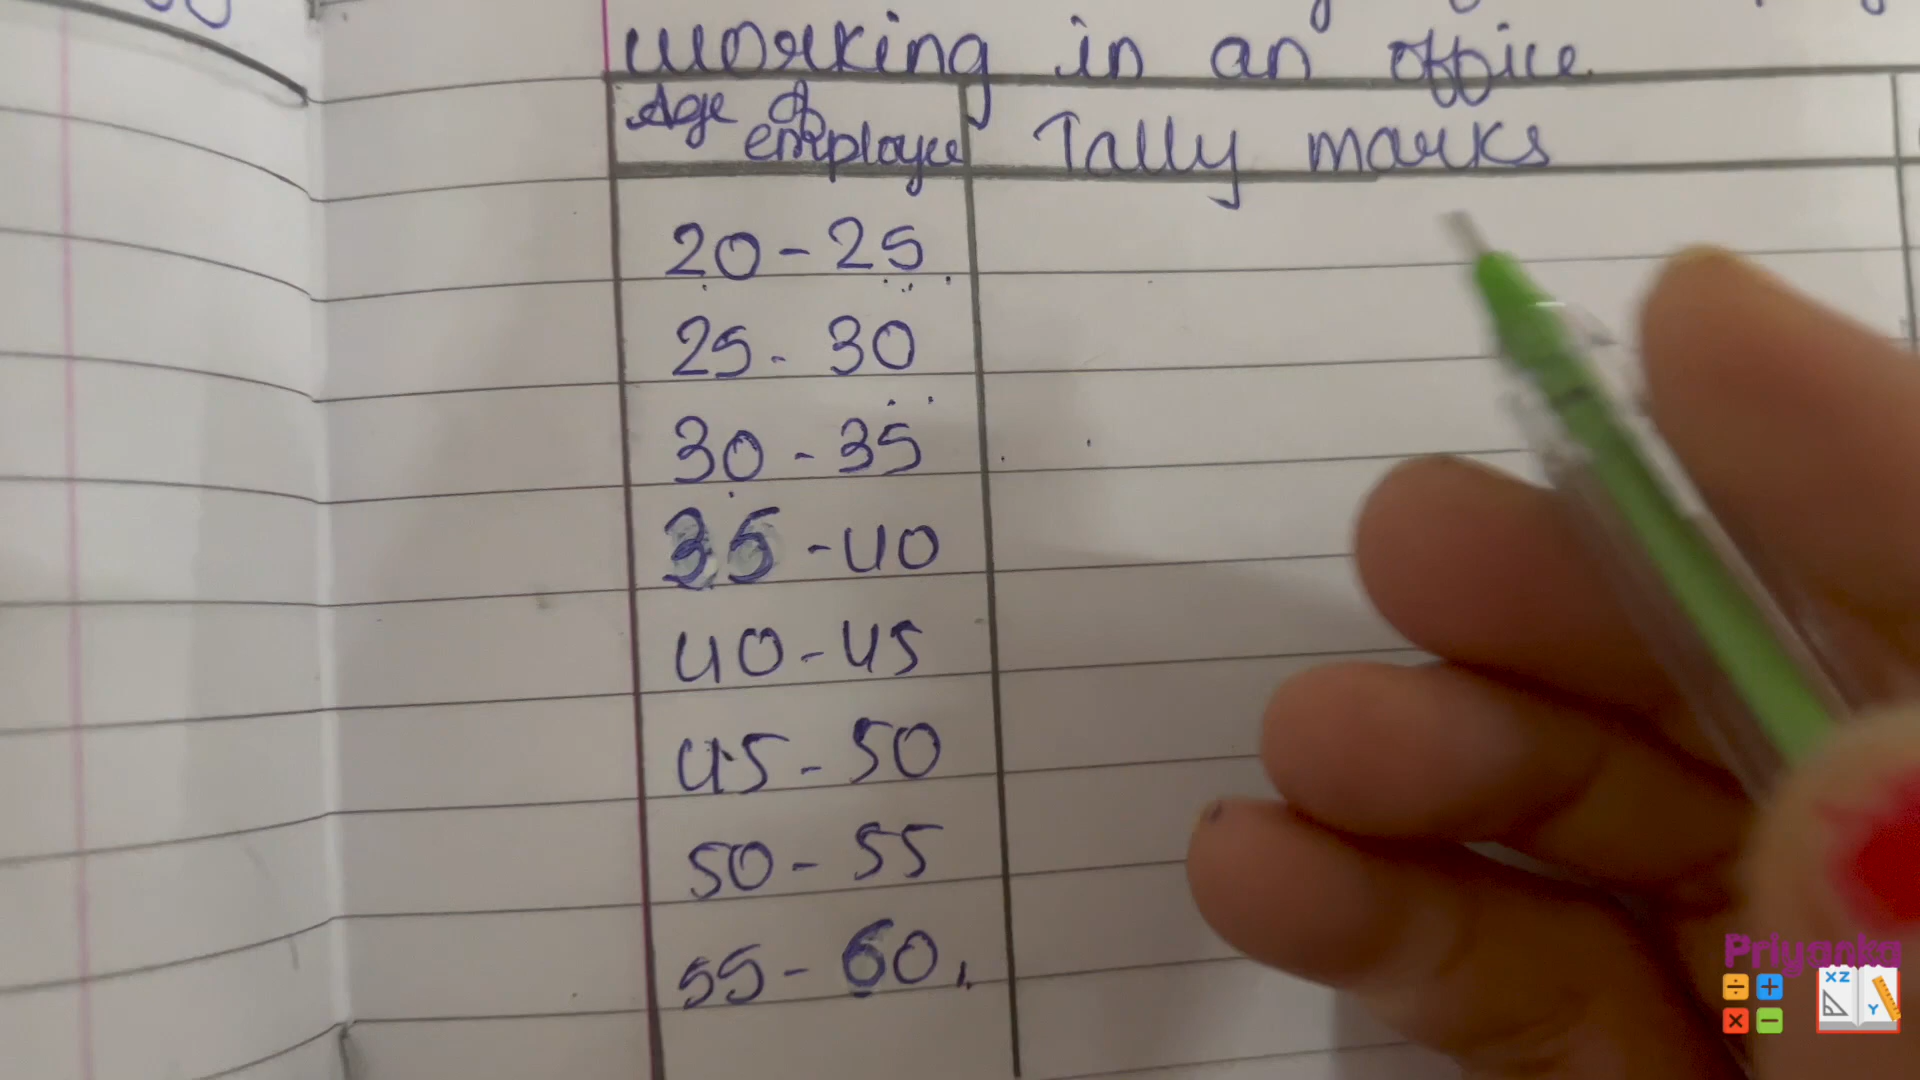 working in an office
Age of employee
Tally marks
20-25
25-30
30-35
35-40
40-45
45-50
50-55
55-60
Priyanka
XZ
Y